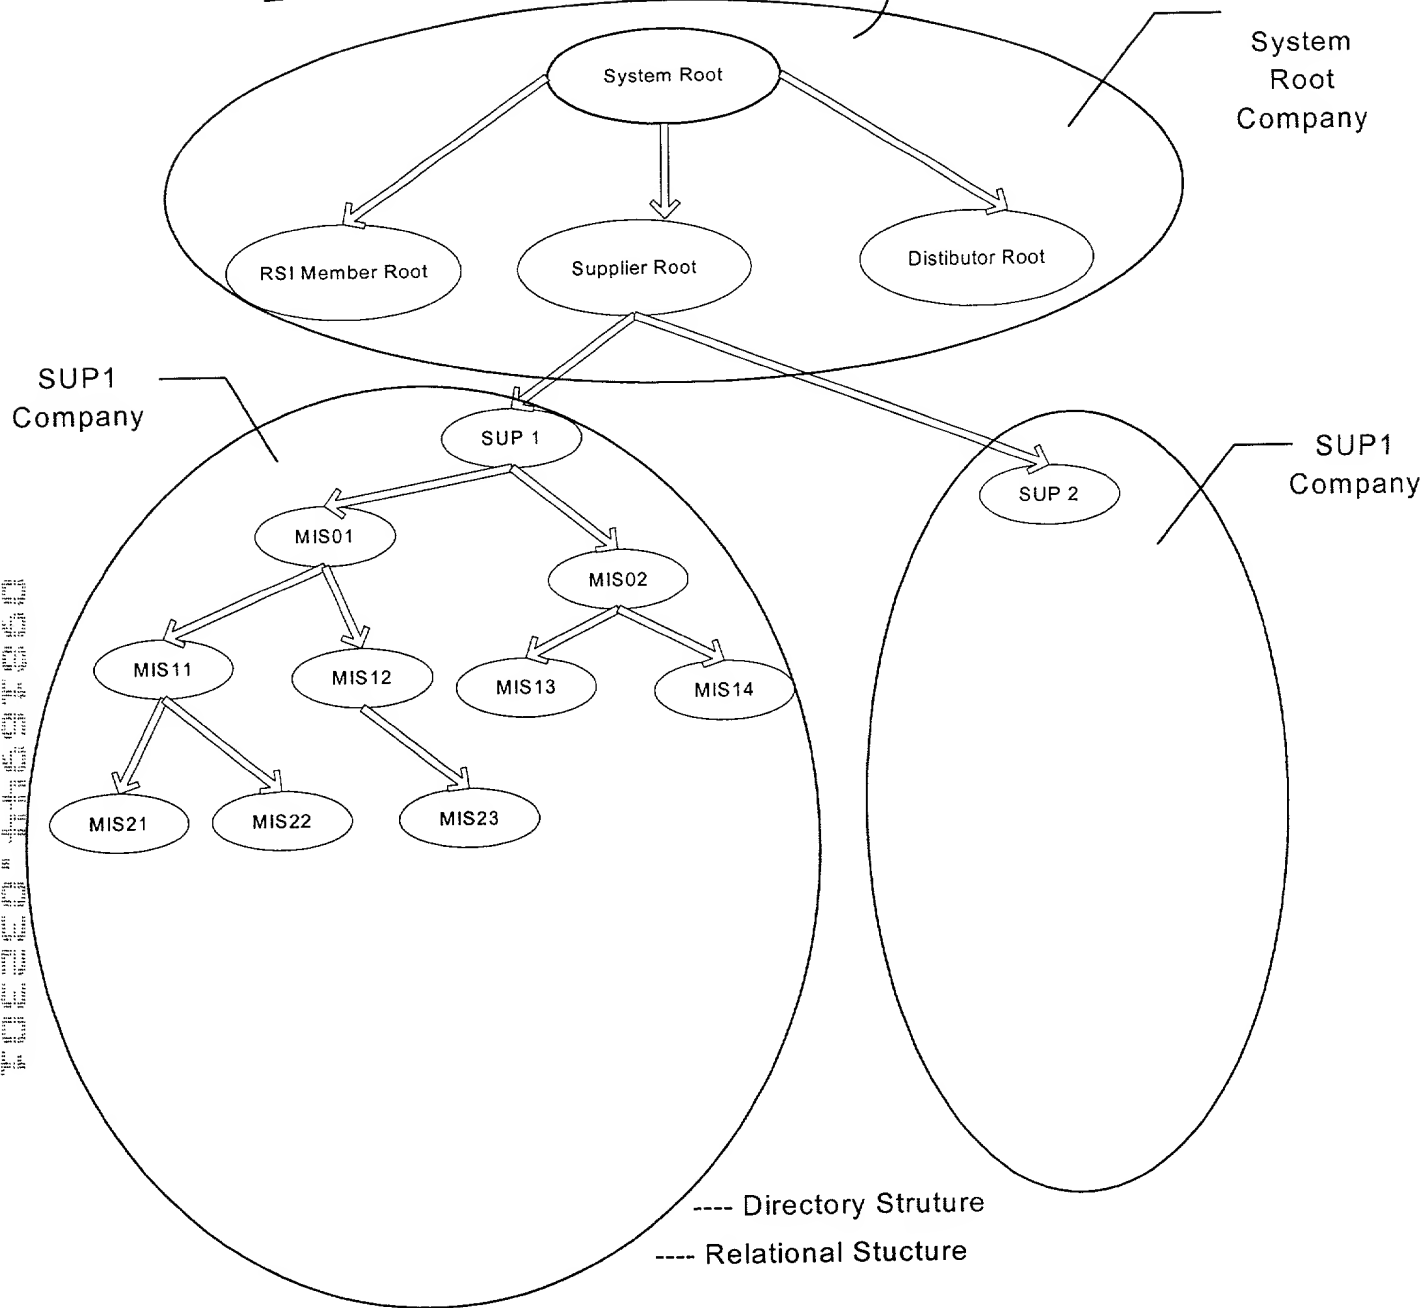 System Root
System
Root
Company
RSI Member Root
Supplier Root
Distibutor Root
SUP1
Company
SUP 1
SUP1
Company
SUP 2
MIS01
MIS02
MIS11
MIS12
MIS13
MIS14
MIS21
MIS22
MIS23
---- Directory Struture
---- Relational Stucture